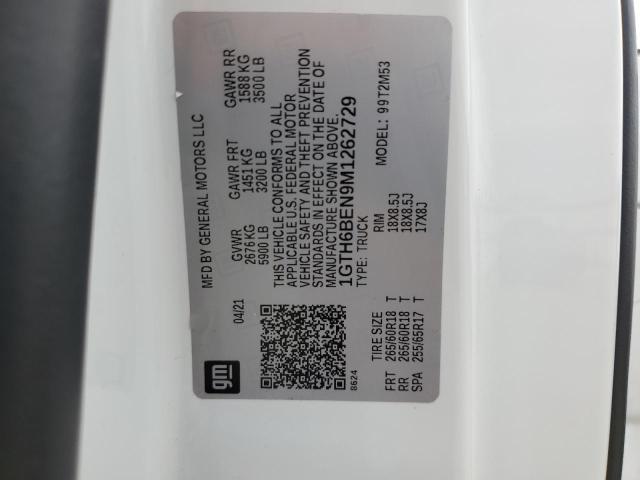 MFD BY GENERAL MOTORS LLC
04/21
GVWR
2676 KG
5900 LB
GAWR FRT
1451 KG
3200 LB
GAWR RR
1588 KG
3500 LB
THIS VEHICLE CONFORMS TO ALL
APPLICABLE U.S. FEDERAL MOTOR
VEHICLE SAFETY AND THEFT PREVENTION
STANDARDS IN EFFECT ON THE DATE OF
MANUFACTURE SHOWN ABOVE.
1GTH6BEN9M1262729
TYPE: TRUCK
MODEL: 99T2M53
gm
8624
TIRE SIZE RIM
FRT 265/60R18 T 18X8.5J
RR 265/60R18 T 18X8.5J
SPA 255/65R17 T 17X8J